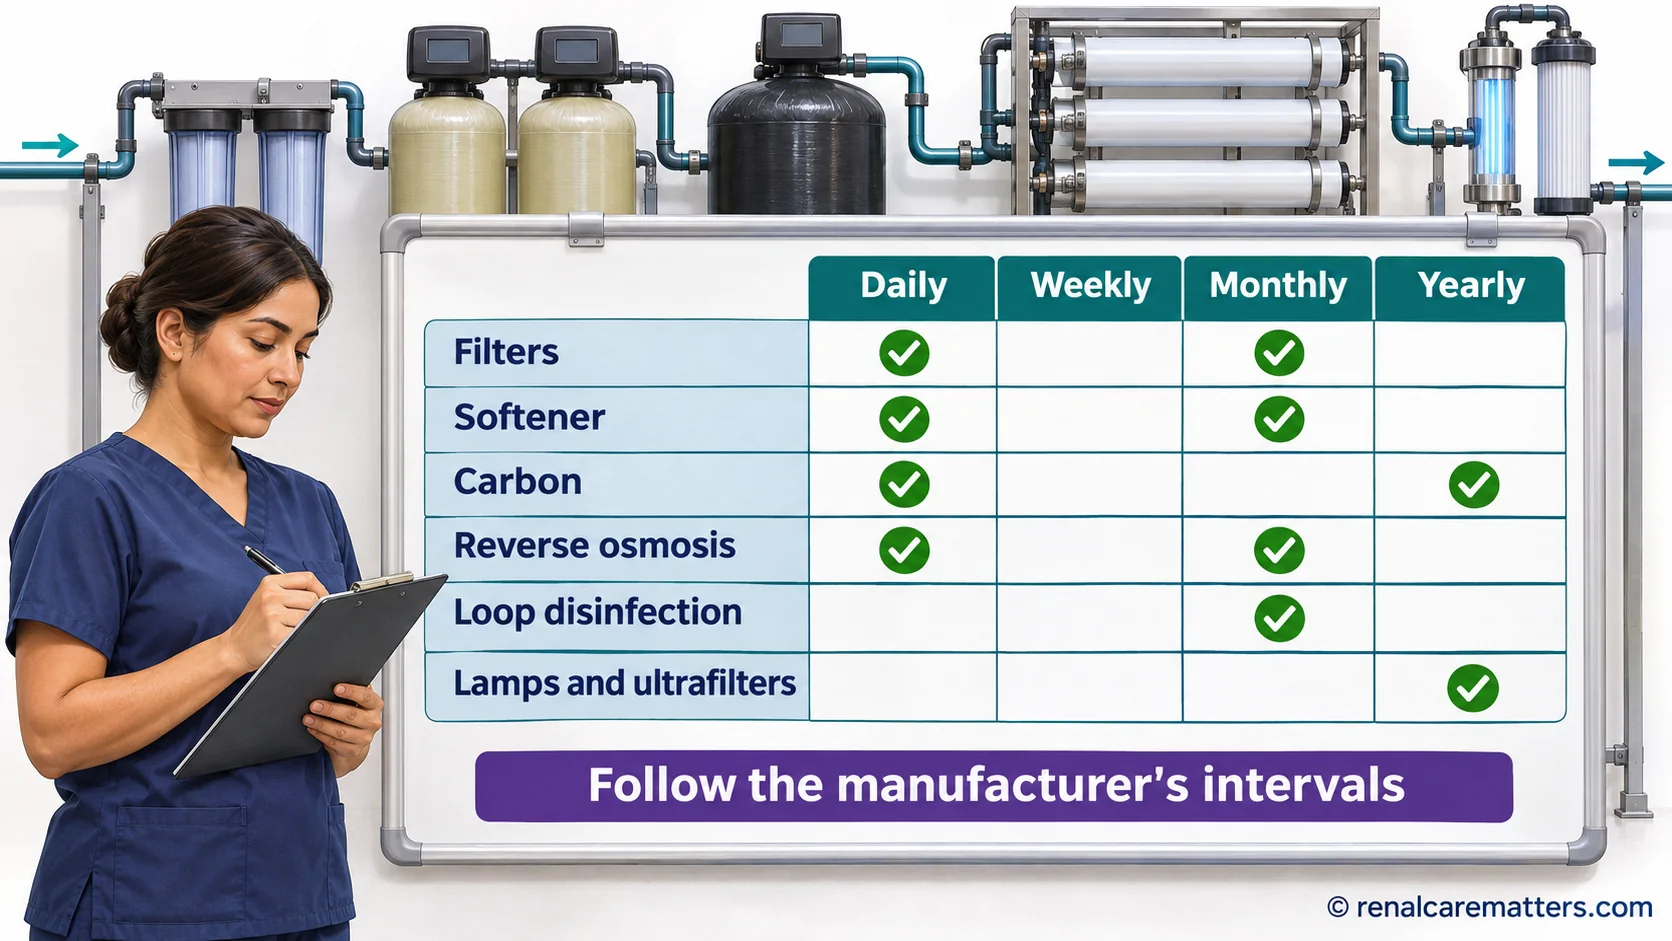 Daily Weekly Monthly Yearly
Filters
Softener
Carbon
Reverse osmosis
Loop disinfection
Lamps and ultrafilters
Follow the manufacturer's intervals
© renalcarematters.com